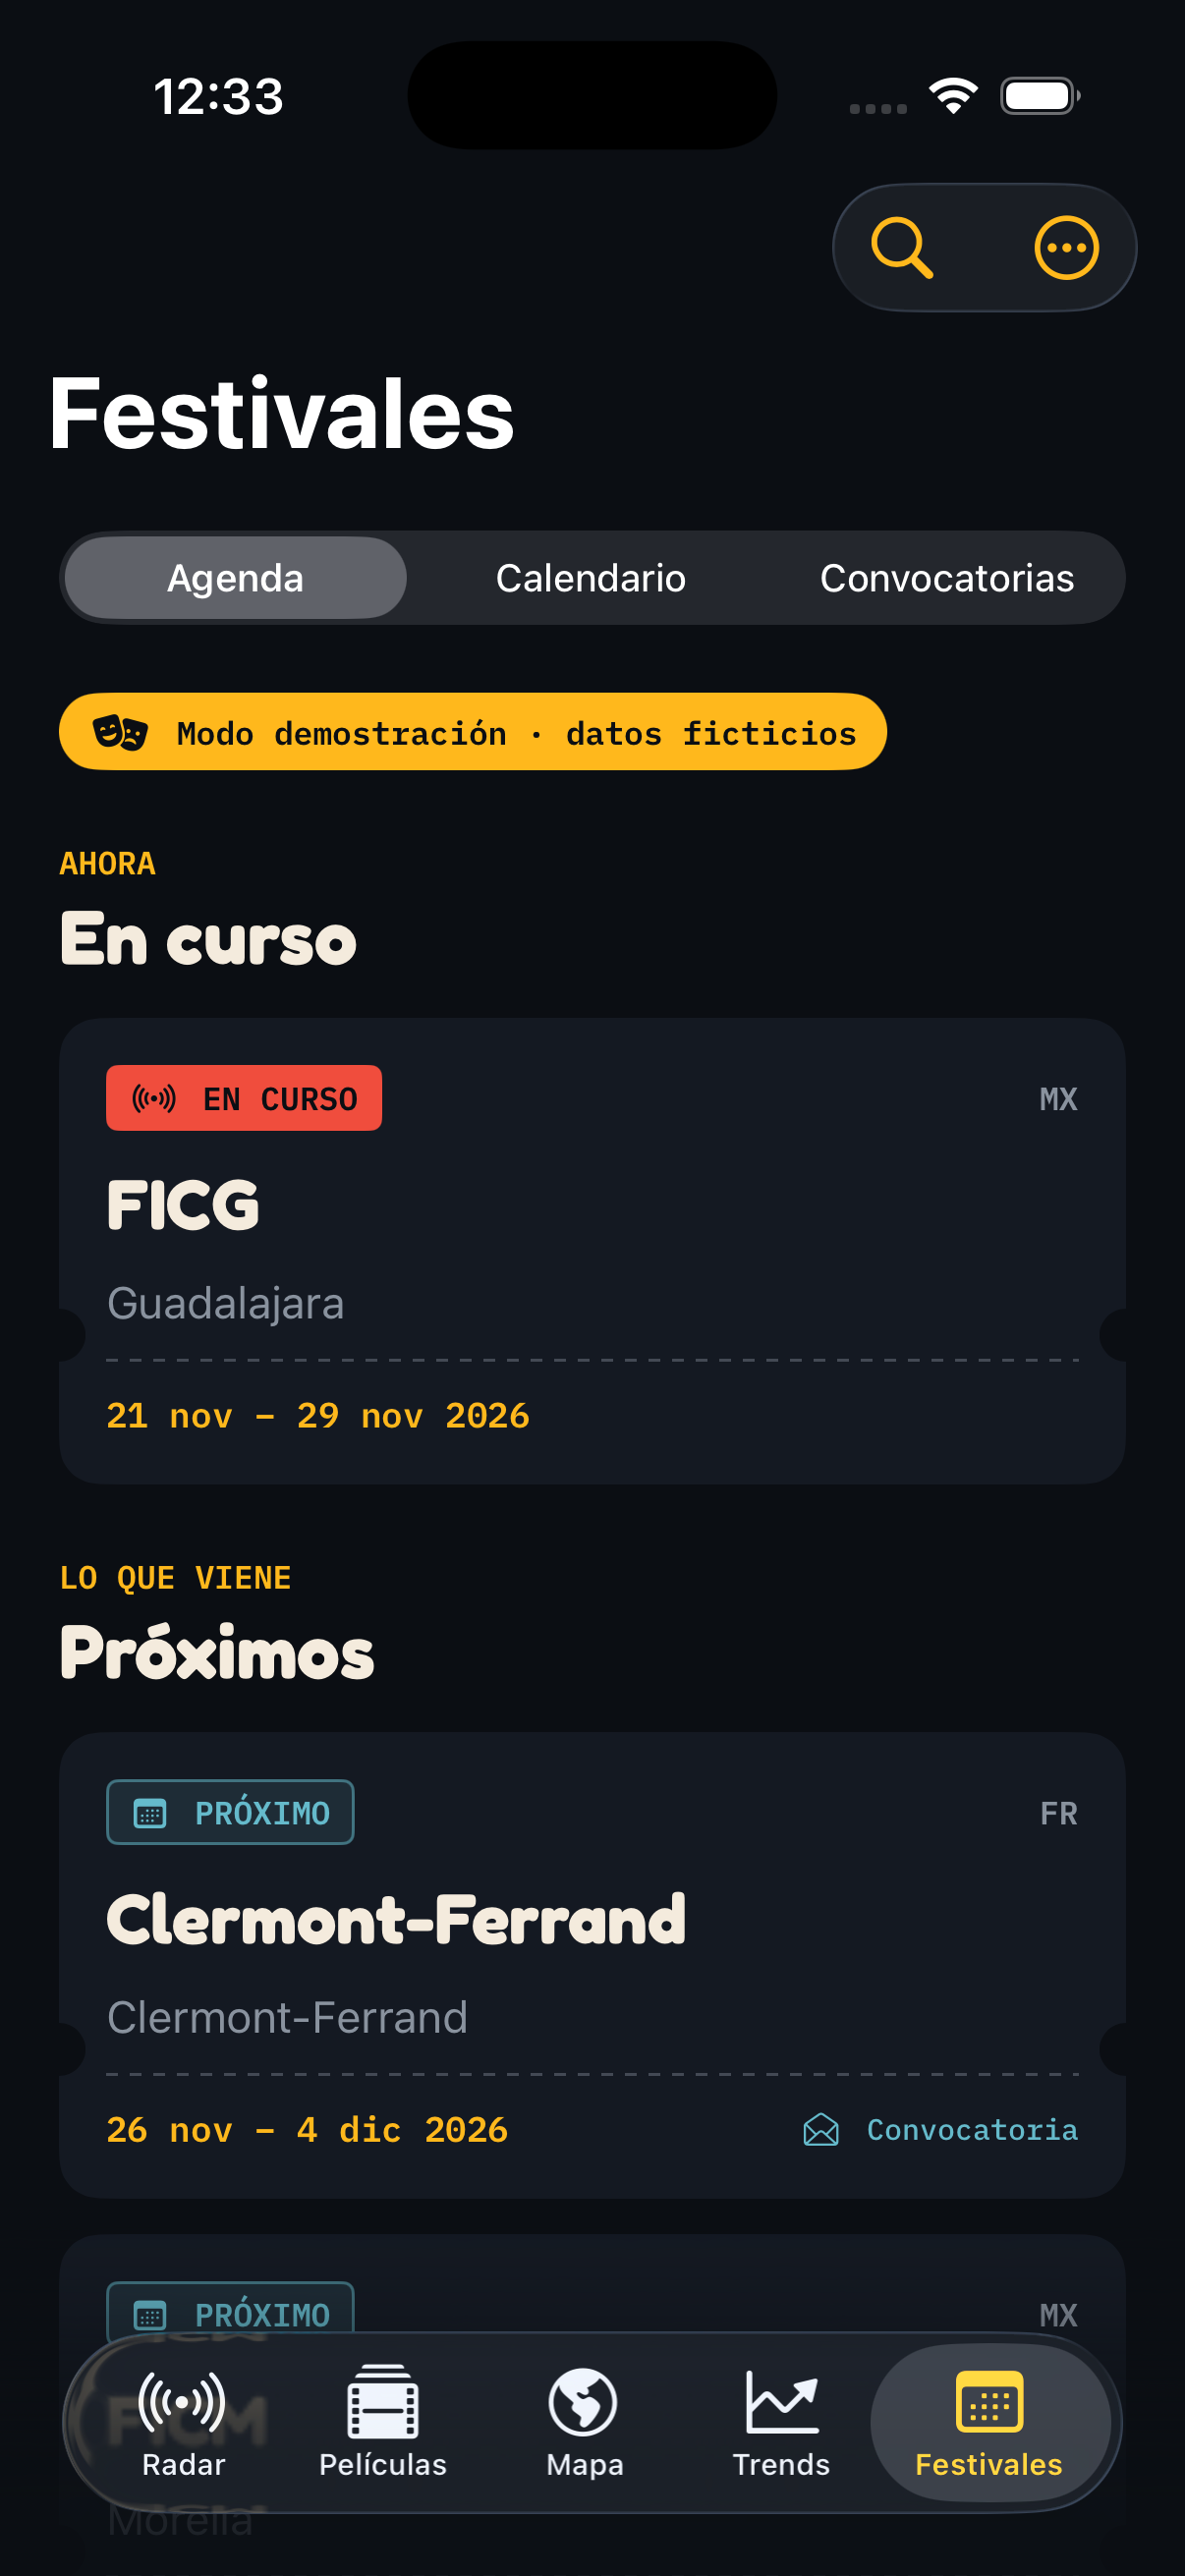 12:33
Festivales
Agenda Calendario Convocatorias
Modo demostración · datos ficticios
AHORA
En curso
EN CURSO MX
FICG
Guadalajara
21 nov – 29 nov 2026
LO QUE VIENE
Próximos
PRÓXIMO FR
Clermont-Ferrand
Clermont-Ferrand
26 nov – 4 dic 2026 Convocatoria
PRÓXIMO MX
FICM
Radar Películas Mapa Trends Festivales
Morelia